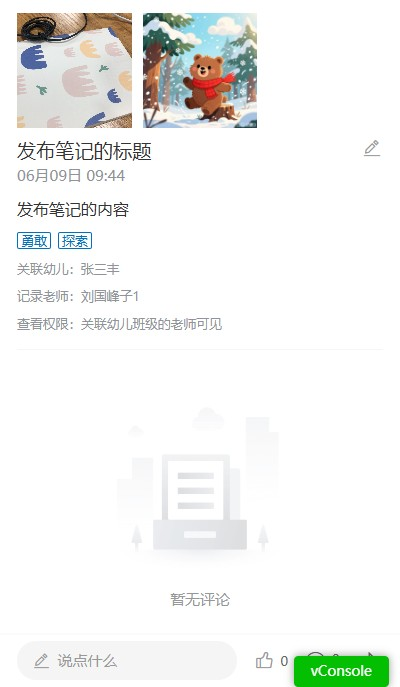 发布笔记的标题
06月09日 09:44
发布笔记的内容
勇敢 探索
关联幼儿：张三丰
记录老师：刘国峰子1
查看权限：关联幼儿班级的老师可见
暂无评论
说点什么 0
vConsole